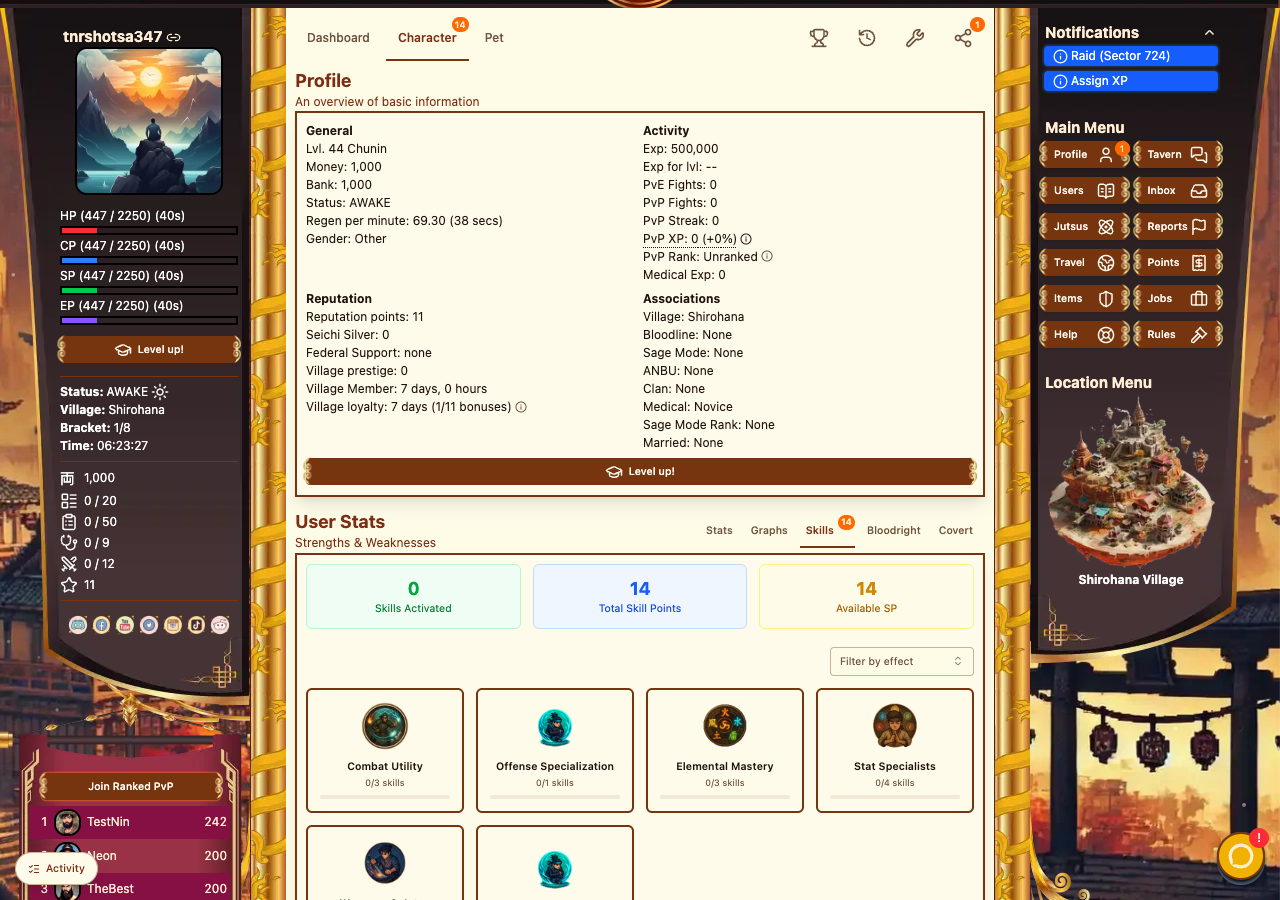 tnrshotsa347
HP (447 / 2250) (40s)
CP (447 / 2250) (40s)
SP (447 / 2250) (40s)
EP (447 / 2250) (40s)
Level up!
Status: AWAKE
Village: Shirohana
Bracket: 1/8
Time: 06:23:27
両 1,000
0 / 20
0 / 50
0 / 9
0 / 12
11
Join Ranked PvP
1 TestNin 242
Neon 200
3 TheBest 200
Activity
Dashboard
Character
14
Pet
1
Profile
An overview of basic information
General
Lvl. 44 Chunin
Money: 1,000
Bank: 1,000
Status: AWAKE
Regen per minute: 69.30 (38 secs)
Gender: Other
Activity
Exp: 500,000
Exp for lvl: --
PvE Fights: 0
PvP Fights: 0
PvP Streak: 0
PvP XP: 0 (+0%)
PvP Rank: Unranked
Medical Exp: 0
Reputation
Reputation points: 11
Seichi Silver: 0
Federal Support: none
Village prestige: 0
Village Member: 7 days, 0 hours
Village loyalty: 7 days (1/11 bonuses)
Associations
Village: Shirohana
Bloodline: None
Sage Mode: None
ANBU: None
Clan: None
Medical: Novice
Sage Mode Rank: None
Married: None
Level up!
User Stats
Strengths & Weaknesses
Stats
Graphs
Skills
14
Bloodright
Covert
0
Skills Activated
14
Total Skill Points
14
Available SP
Filter by effect
Combat Utility
0/3 skills
Offense Specialization
0/1 skills
Elemental Mastery
0/3 skills
Stat Specialists
0/4 skills
Notifications
Raid (Sector 724)
Assign XP
Main Menu
Profile
1
Tavern
Users
Inbox
Jutsus
Reports
Travel
Points
Items
Jobs
Help
Rules
Location Menu
Shirohana Village
!